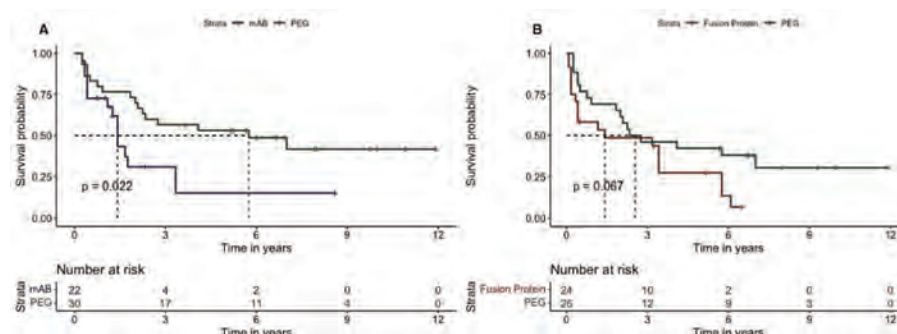 A
Strata mAB PEG
1.00
0.75
0.50
0.25
0.00
Survival probability
p = 0.022
0 3 6 9 12
Time in years
Number at risk
Strata
mAB 22 4 2 0 0
PEG 30 17 11 4 0
0 3 6 9 12
Time in years
B
Strata Fusion Protein PEG
1.00
0.75
0.50
0.25
0.00
Survival probability
p = 0.067
0 3 6 9 12
Time in years
Number at risk
Strata
Fusion Protein 24 10 2 0 0
PEG 26 12 9 3 0
0 3 6 9 12
Time in years